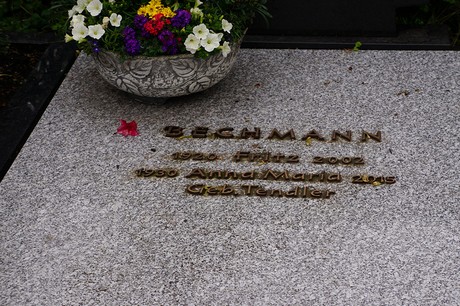 BECHMANN
1920 Fritz 2002
1930 Anna Maria 2015
Geb. Tendler